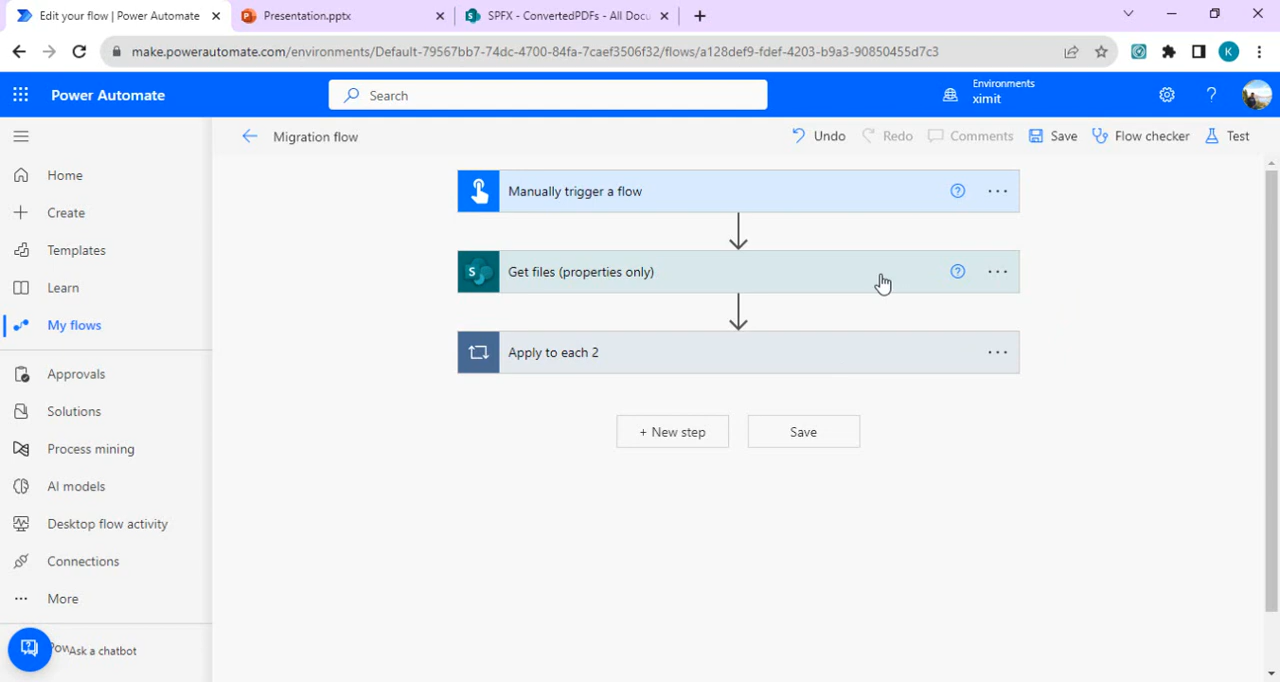 Edit your flow | Power Automate
Presentation.pptx
SPFX - ConvertedPDFs - All Docu
make.powerautomate.com/environments/Default-79567bb7-74dc-4700-84fa-7caef3506f32/flows/a128def9-fdef-4203-b9a3-90850455d7c3
K
Power Automate
Search
Environments
ximit
Migration flow
Undo
Redo
Comments
Save
Flow checker
Test
Home
Create
Templates
Learn
My flows
Approvals
Solutions
Process mining
AI models
Desktop flow activity
Connections
More
Ask a chatbot
Manually trigger a flow
S
Get files (properties only)
Apply to each 2
+ New step
Save